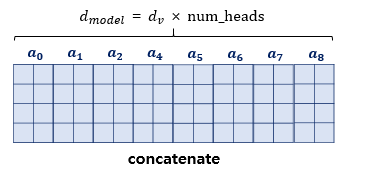 d_model = d_v × num_heads
a_0 a_1 a_2 a_4 a_5 a_6 a_7 a_8
concatenate